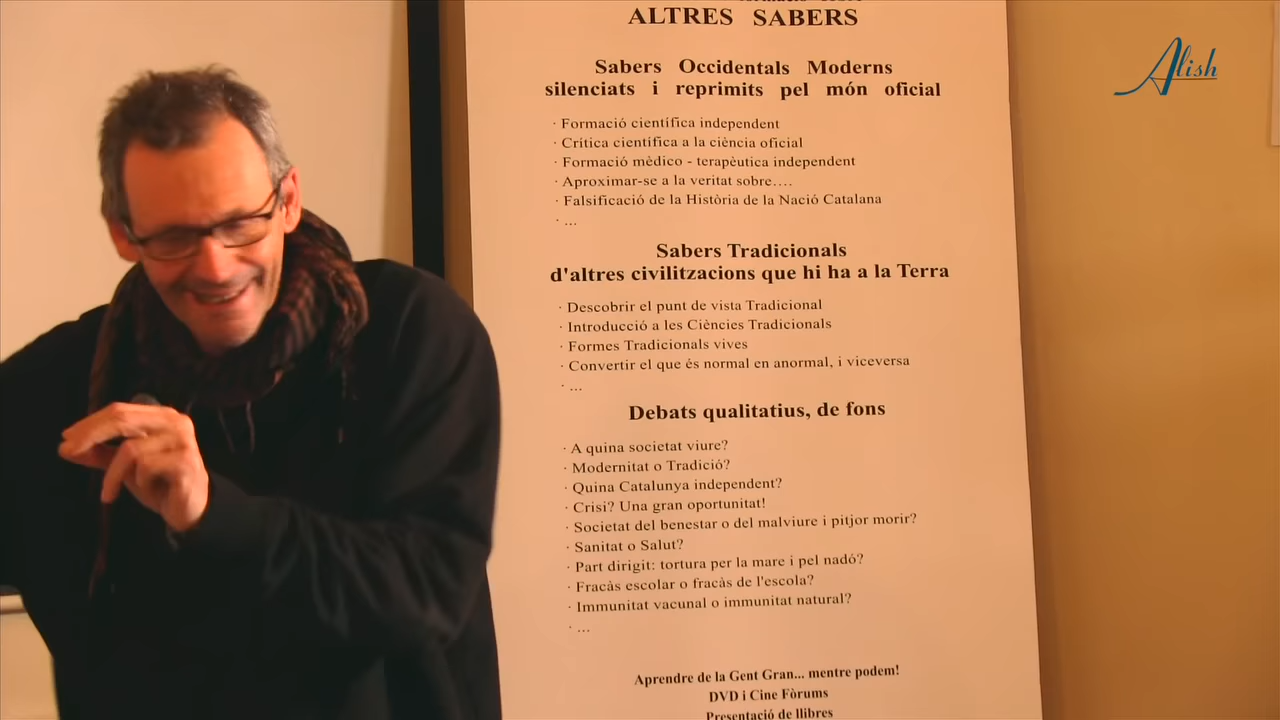 ALTRES SABERS
Alish
Sabers Occidentals Moderns
silenciats i reprimits pel món oficial
· Formació científica independent
· Crítica científica a la ciència oficial
· Formació mèdico - terapèutica independent
· Aproximar-se a la veritat sobre….
· Falsificació de la Història de la Nació Catalana
· ...
Sabers Tradicionals
d'altres civilitzacions que hi ha a la Terra
· Descobrir el punt de vista Tradicional
· Introducció a les Ciències Tradicionals
· Formes Tradicionals vives
· Convertir el que és normal en anormal, i viceversa
· ...
Debats qualitatius, de fons
· A quina societat viure?
· Modernitat o Tradició?
· Quina Catalunya independent?
· Crisi? Una gran oportunitat!
· Societat del benestar o del malviure i pitjor morir?
· Sanitat o Salut?
· Part dirigit: tortura per la mare i pel nadó?
· Fracàs escolar o fracàs de l'escola?
· Immunitat vacunal o immunitat natural?
· ...
Aprendre de la Gent Gran... mentre podem!
DVD i Cine Fòrums
Presentació de llibres